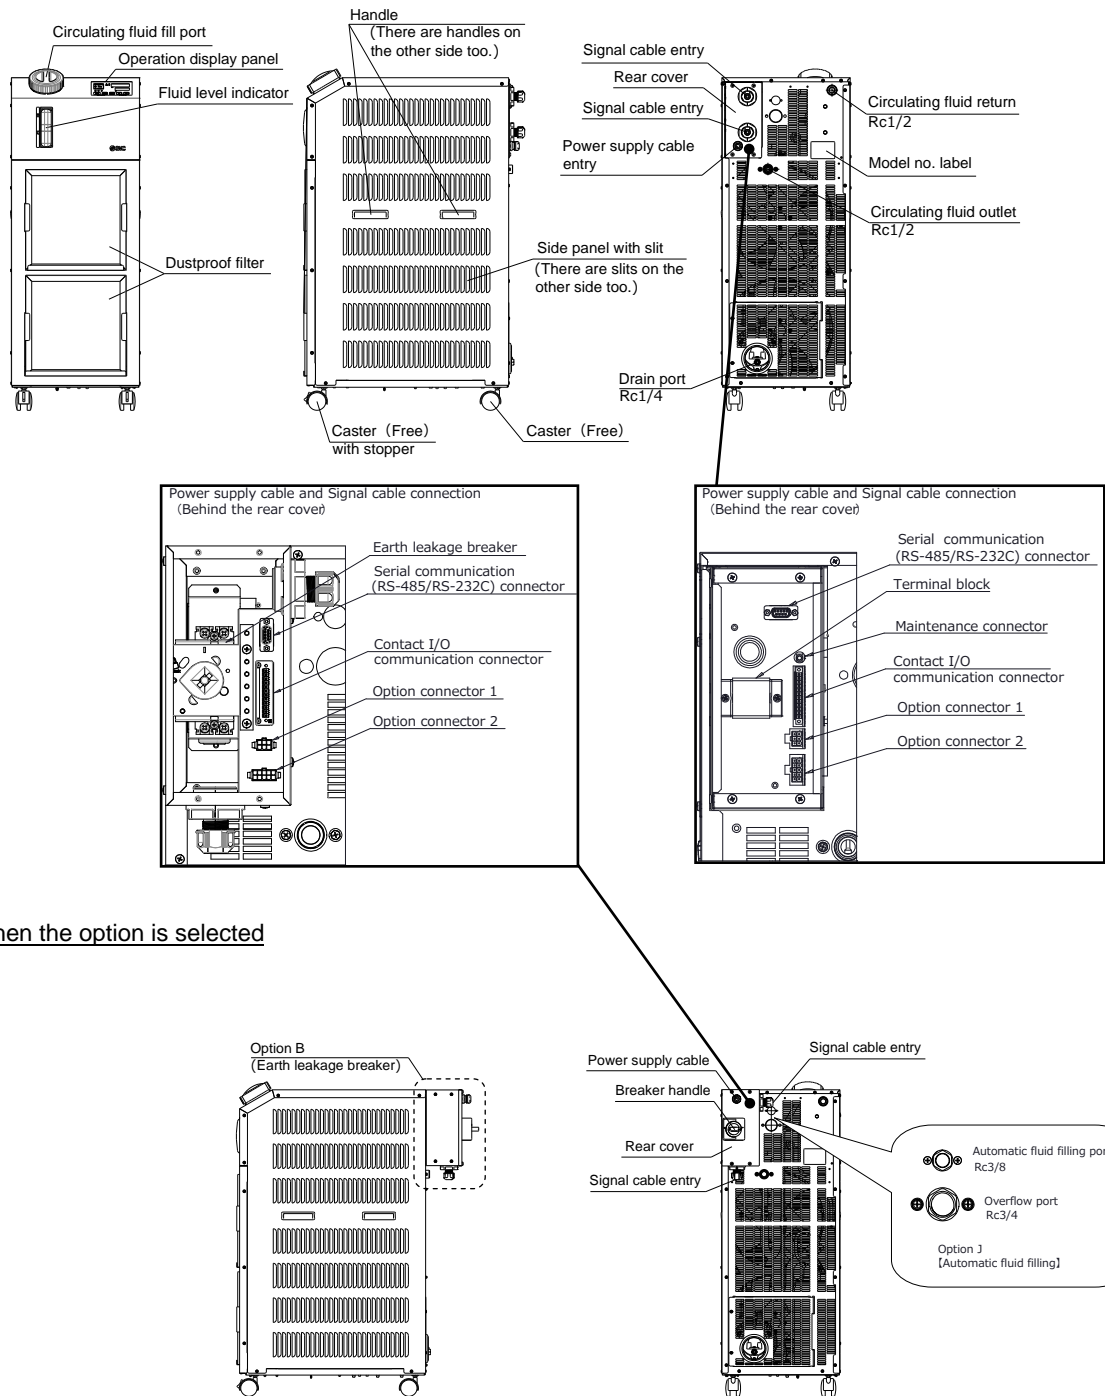 Circulating fluid fill port
Operation display panel
Fluid level indicator
Dustproof filter
Handle
(There are handles on
the other side too.)
Side panel with slit
(There are slits on the
other side too.)
Caster（Free）
with stopper
Caster（Free）
Signal cable entry
Rear cover
Signal cable entry
Power supply cable
entry
Circulating fluid return
Rc1/2
Model no. label
Circulating fluid outlet
Rc1/2
Drain port
Rc1/4
Power supply cable and Signal cable connection
(Behind the rear cover)
Earth leakage breaker
Serial communication
(RS-485/RS-232C) connector
Contact I/O
communication connector
Option connector 1
Option connector 2
Power supply cable and Signal cable connection
(Behind the rear cover)
Serial communication
(RS-485/RS-232C) connector
Terminal block
Maintenance connector
Contact I/O
communication connector
Option connector 1
Option connector 2
hen the option is selected
Option B
(Earth leakage breaker)
Power supply cable
Breaker handle
Rear cover
Signal cable entry
Signal cable entry
Automatic fluid filling por
Rc3/8
Overflow port
Rc3/4
Option J
【Automatic fluid filling】